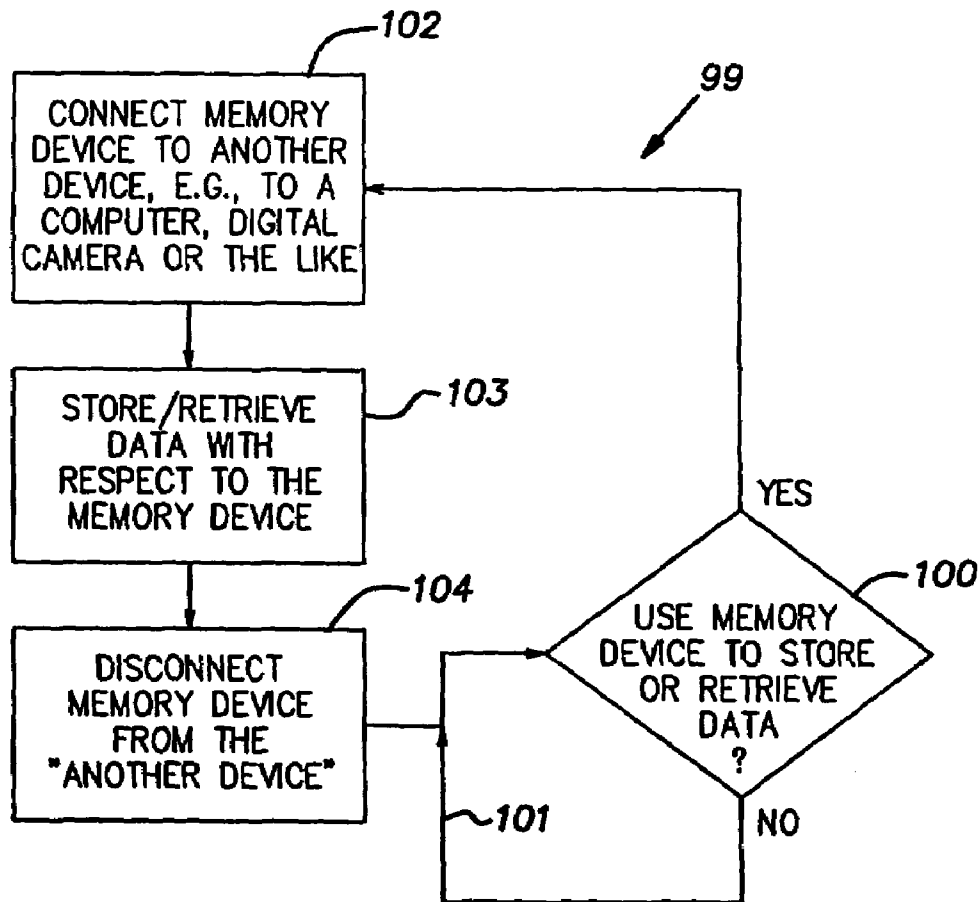 102
99
CONNECT MEMORY
DEVICE TO ANOTHER
DEVICE, E.G., TO A
COMPUTER, DIGITAL
CAMERA OR THE LIKE
103
STORE/RETRIEVE
DATA WITH
RESPECT TO THE
MEMORY DEVICE
104
DISCONNECT
MEMORY DEVICE
FROM THE
"ANOTHER DEVICE"
YES
100
USE MEMORY
DEVICE TO STORE
OR RETRIEVE
DATA
?
101
NO